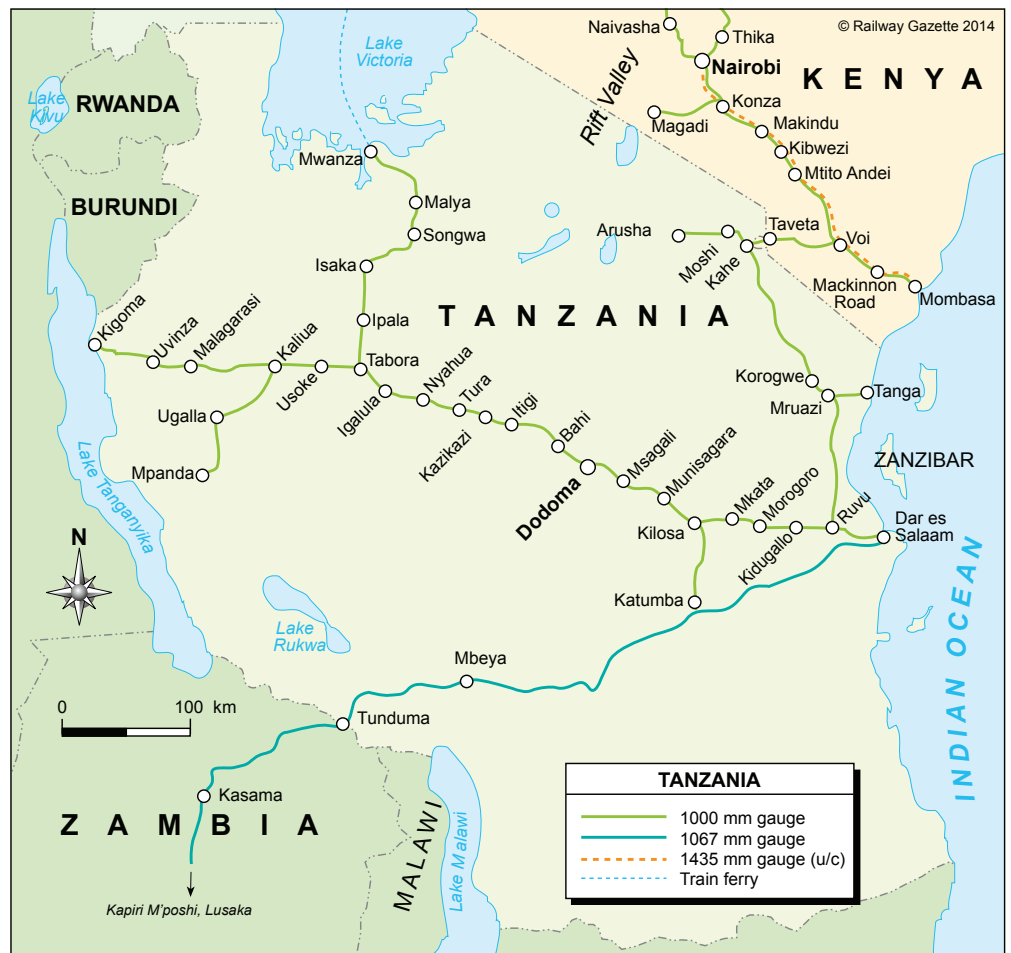 © Railway Gazette 2014
Naivasha
Thika
Nairobi
KENYA
Rift Valley
Konza
Magadi
Makindu
Kibwezi
Mtito Andei
Lake
Victoria
Lake
Kivu
RWANDA
BURUNDI
Mwanza
Malya
Songwa
Isaka
Ipala
Arusha
Moshi
Kahe
Taveta
Voi
Mackinnon
Road
Mombasa
TANZANIA
Kigoma
Uvinza
Malagarasi
Kaliua
Usoke
Tabora
Ugalla
Mpanda
Igalula
Nyahua
Tura
Kazikazi
Itigi
Bahi
Dodoma
Msagali
Munisagara
Kilosa
Mkata
Morogoro
Kidugallo
Ruvu
Korogwe
Mruazi
Tanga
ZANZIBAR
Dar es
Salaam
Katumba
Lake Tanganyika
N
Lake
Rukwa
Mbeya
Tunduma
0 100 km
Kasama
ZAMBIA
Kapiri M'poshi, Lusaka
MALAWI
Lake Malawi
INDIAN OCEAN
TANZANIA
1000 mm gauge
1067 mm gauge
1435 mm gauge (u/c)
Train ferry